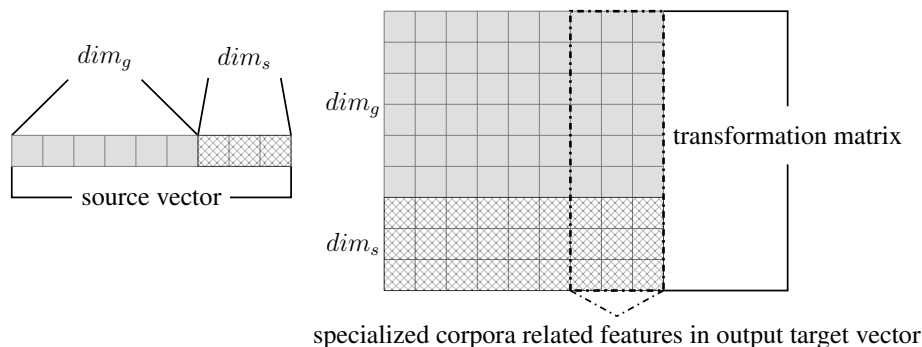 dim_g
dim_s
source vector
dim_g
transformation matrix
dim_s
specialized corpora related features in output target vector